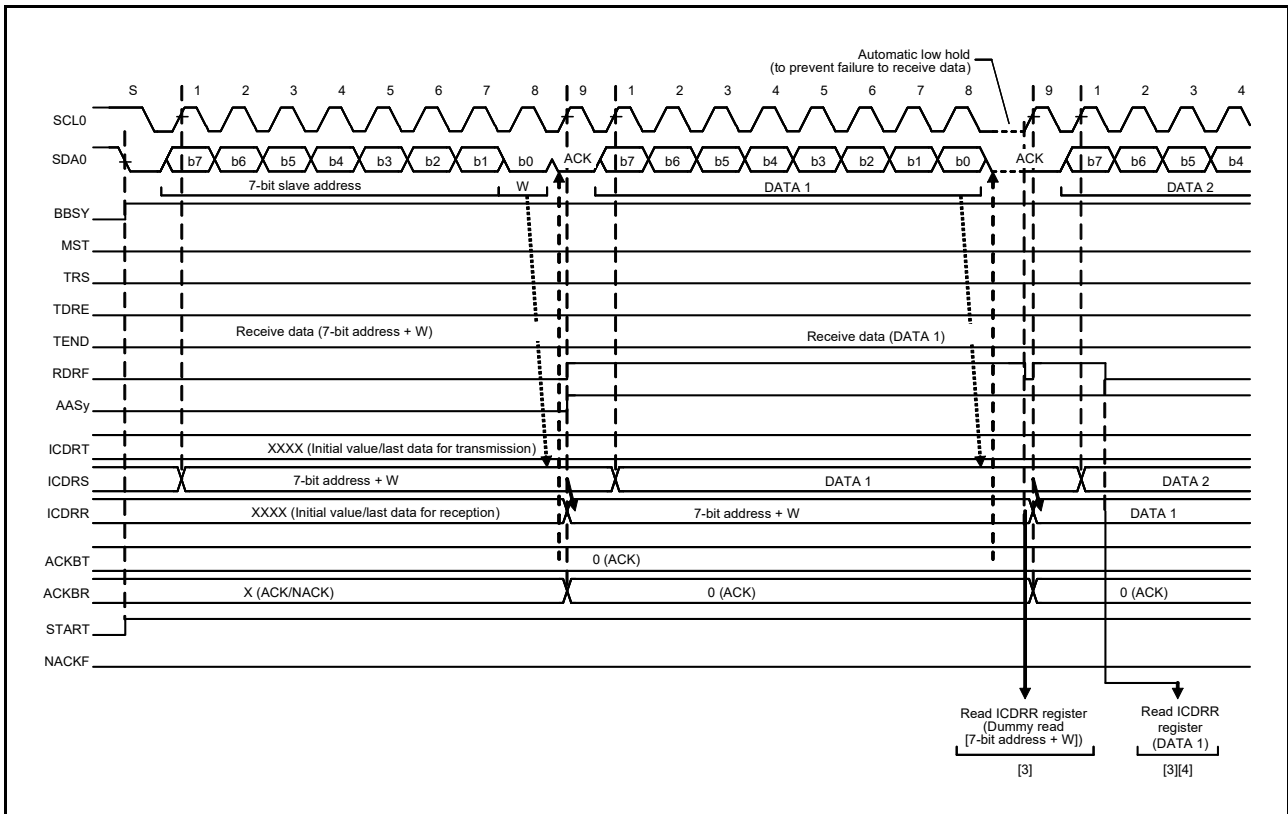 Automatic low hold
(to prevent failure to receive data)
S 1 2 3 4 5 6 7 8 9 1 2 3 4 5 6 7 8 9 1 2 3 4
SCL0
SDA0 b7 b6 b5 b4 b3 b2 b1 b0 ACK b7 b6 b5 b4 b3 b2 b1 b0 ACK b7 b6 b5 b4
7-bit slave address W DATA 1 DATA 2
BBSY
MST
TRS
TDRE
Receive data (7-bit address + W) Receive data (DATA 1)
TEND
RDRF
AASy
ICDRT XXXX (Initial value/last data for transmission)
ICDRS 7-bit address + W DATA 1 DATA 2
ICDRR XXXX (Initial value/last data for reception) 7-bit address + W DATA 1
ACKBT 0 (ACK)
ACKBR X (ACK/NACK) 0 (ACK) 0 (ACK)
START
NACKF
Read ICDRR register
(Dummy read
[7-bit address + W])
[3]
Read ICDRR
register
(DATA 1)
[3][4]